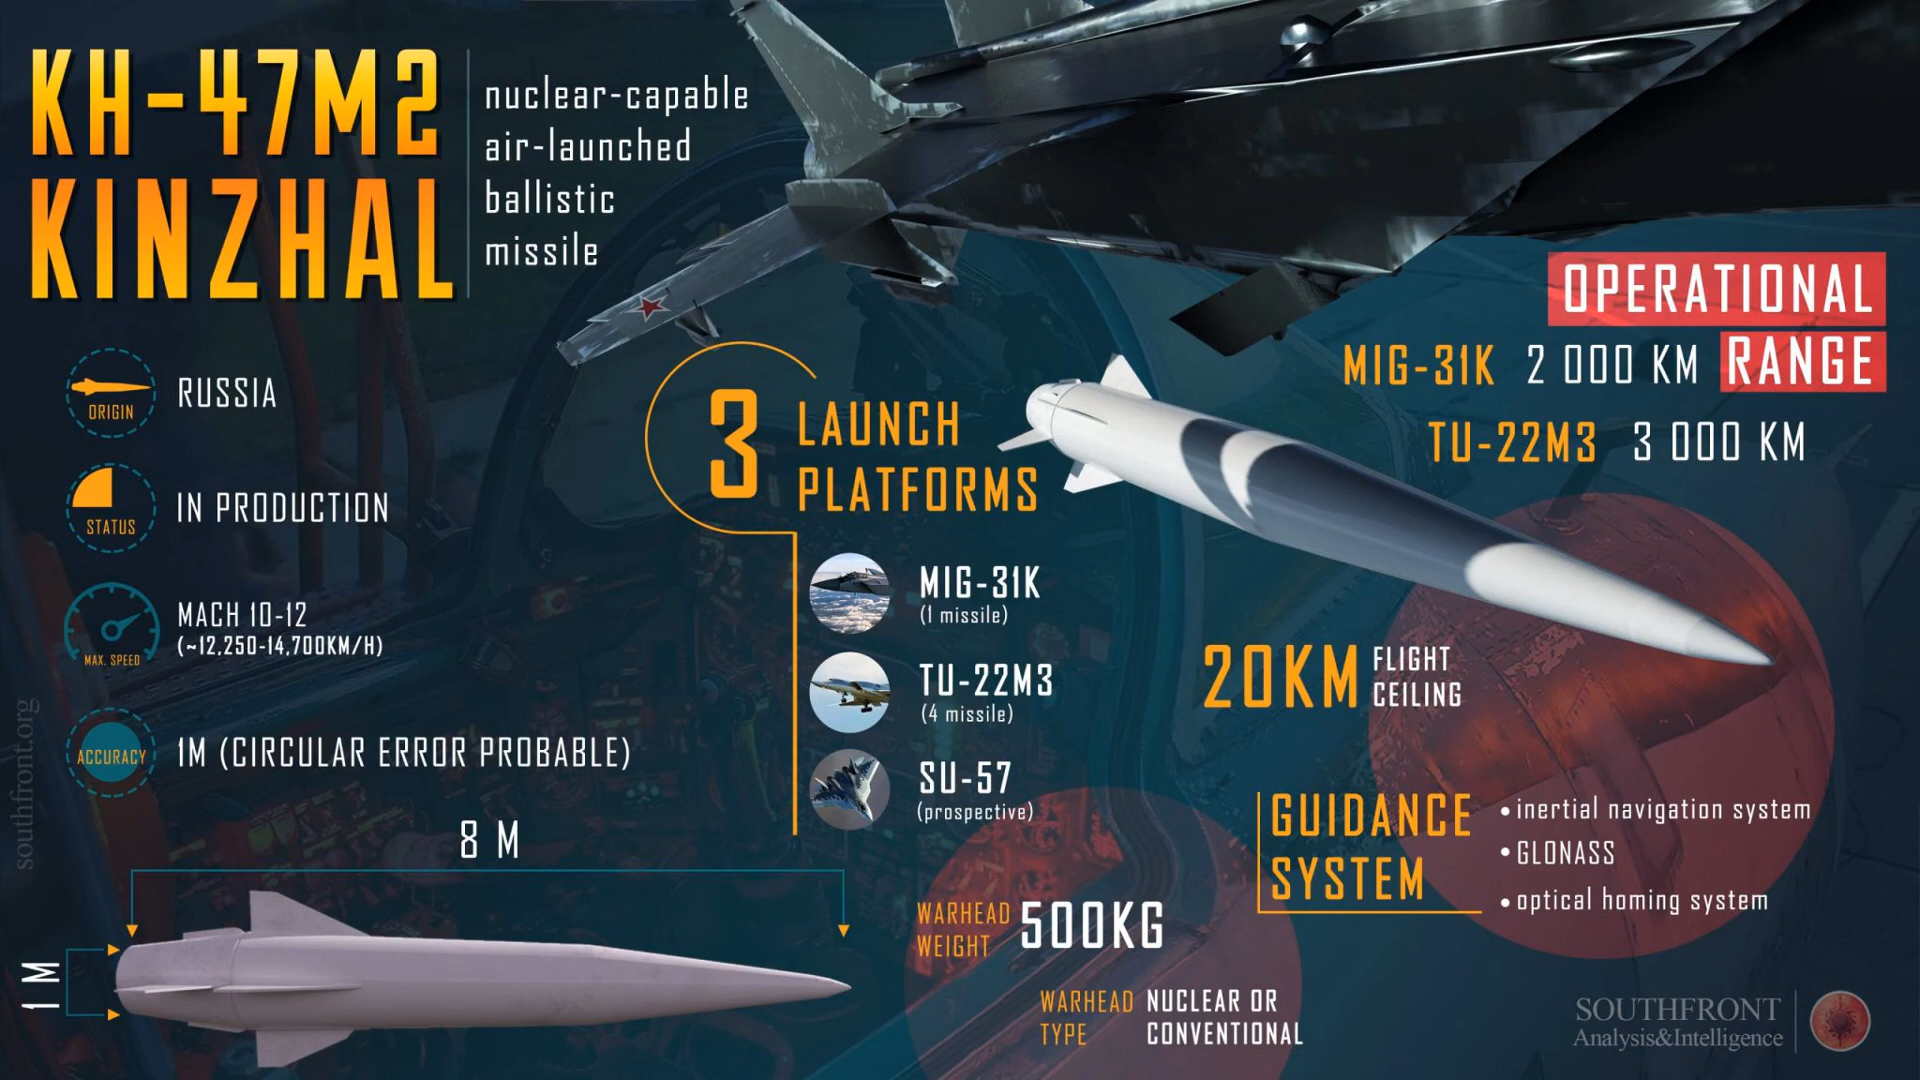 KH-47M2
KINZHAL
nuclear-capable
air-launched
ballistic
missile
OPERATIONAL
RANGE
MIG-31K 2 000 KM
TU-22M3 3 000 KM
ORIGIN
RUSSIA
STATUS
IN PRODUCTION
MAX. SPEED
MACH 10-12
(~12,250-14,700KM/H)
ACCURACY
1M (CIRCULAR ERROR PROBABLE)
3 LAUNCH
PLATFORMS
MIG-31K
(1 missile)
TU-22M3
(4 missile)
SU-57
(prospective)
20KM FLIGHT
CEILING
GUIDANCE
SYSTEM
• inertial navigation system
• GLONASS
• optical homing system
8 M
1 M
WARHEAD
WEIGHT
500KG
WARHEAD
TYPE
NUCLEAR OR
CONVENTIONAL
southfront.org
SOUTHFRONT
Analysis&Intelligence